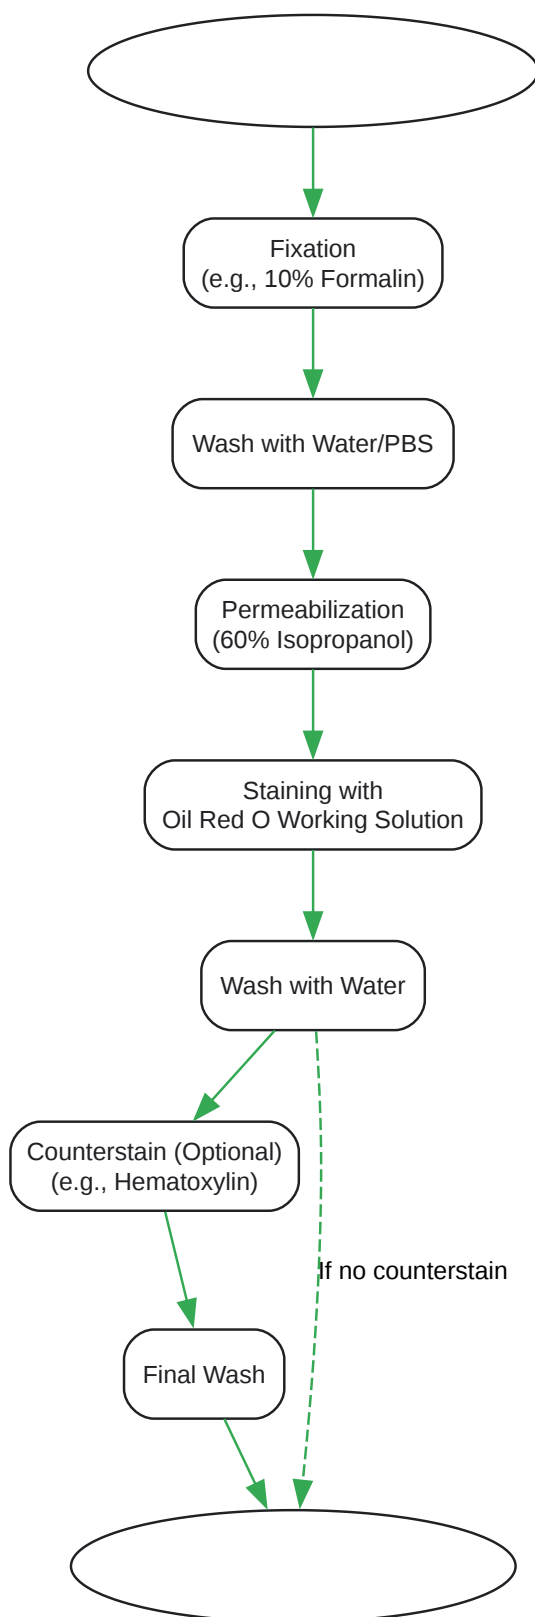 Fixation
(e.g., 10% Formalin)
Wash with Water/PBS
Permeabilization
(60% Isopropanol)
Staining with
Oil Red O Working Solution
Wash with Water
Counterstain (Optional)
(e.g., Hematoxylin)
If no counterstain
Final Wash